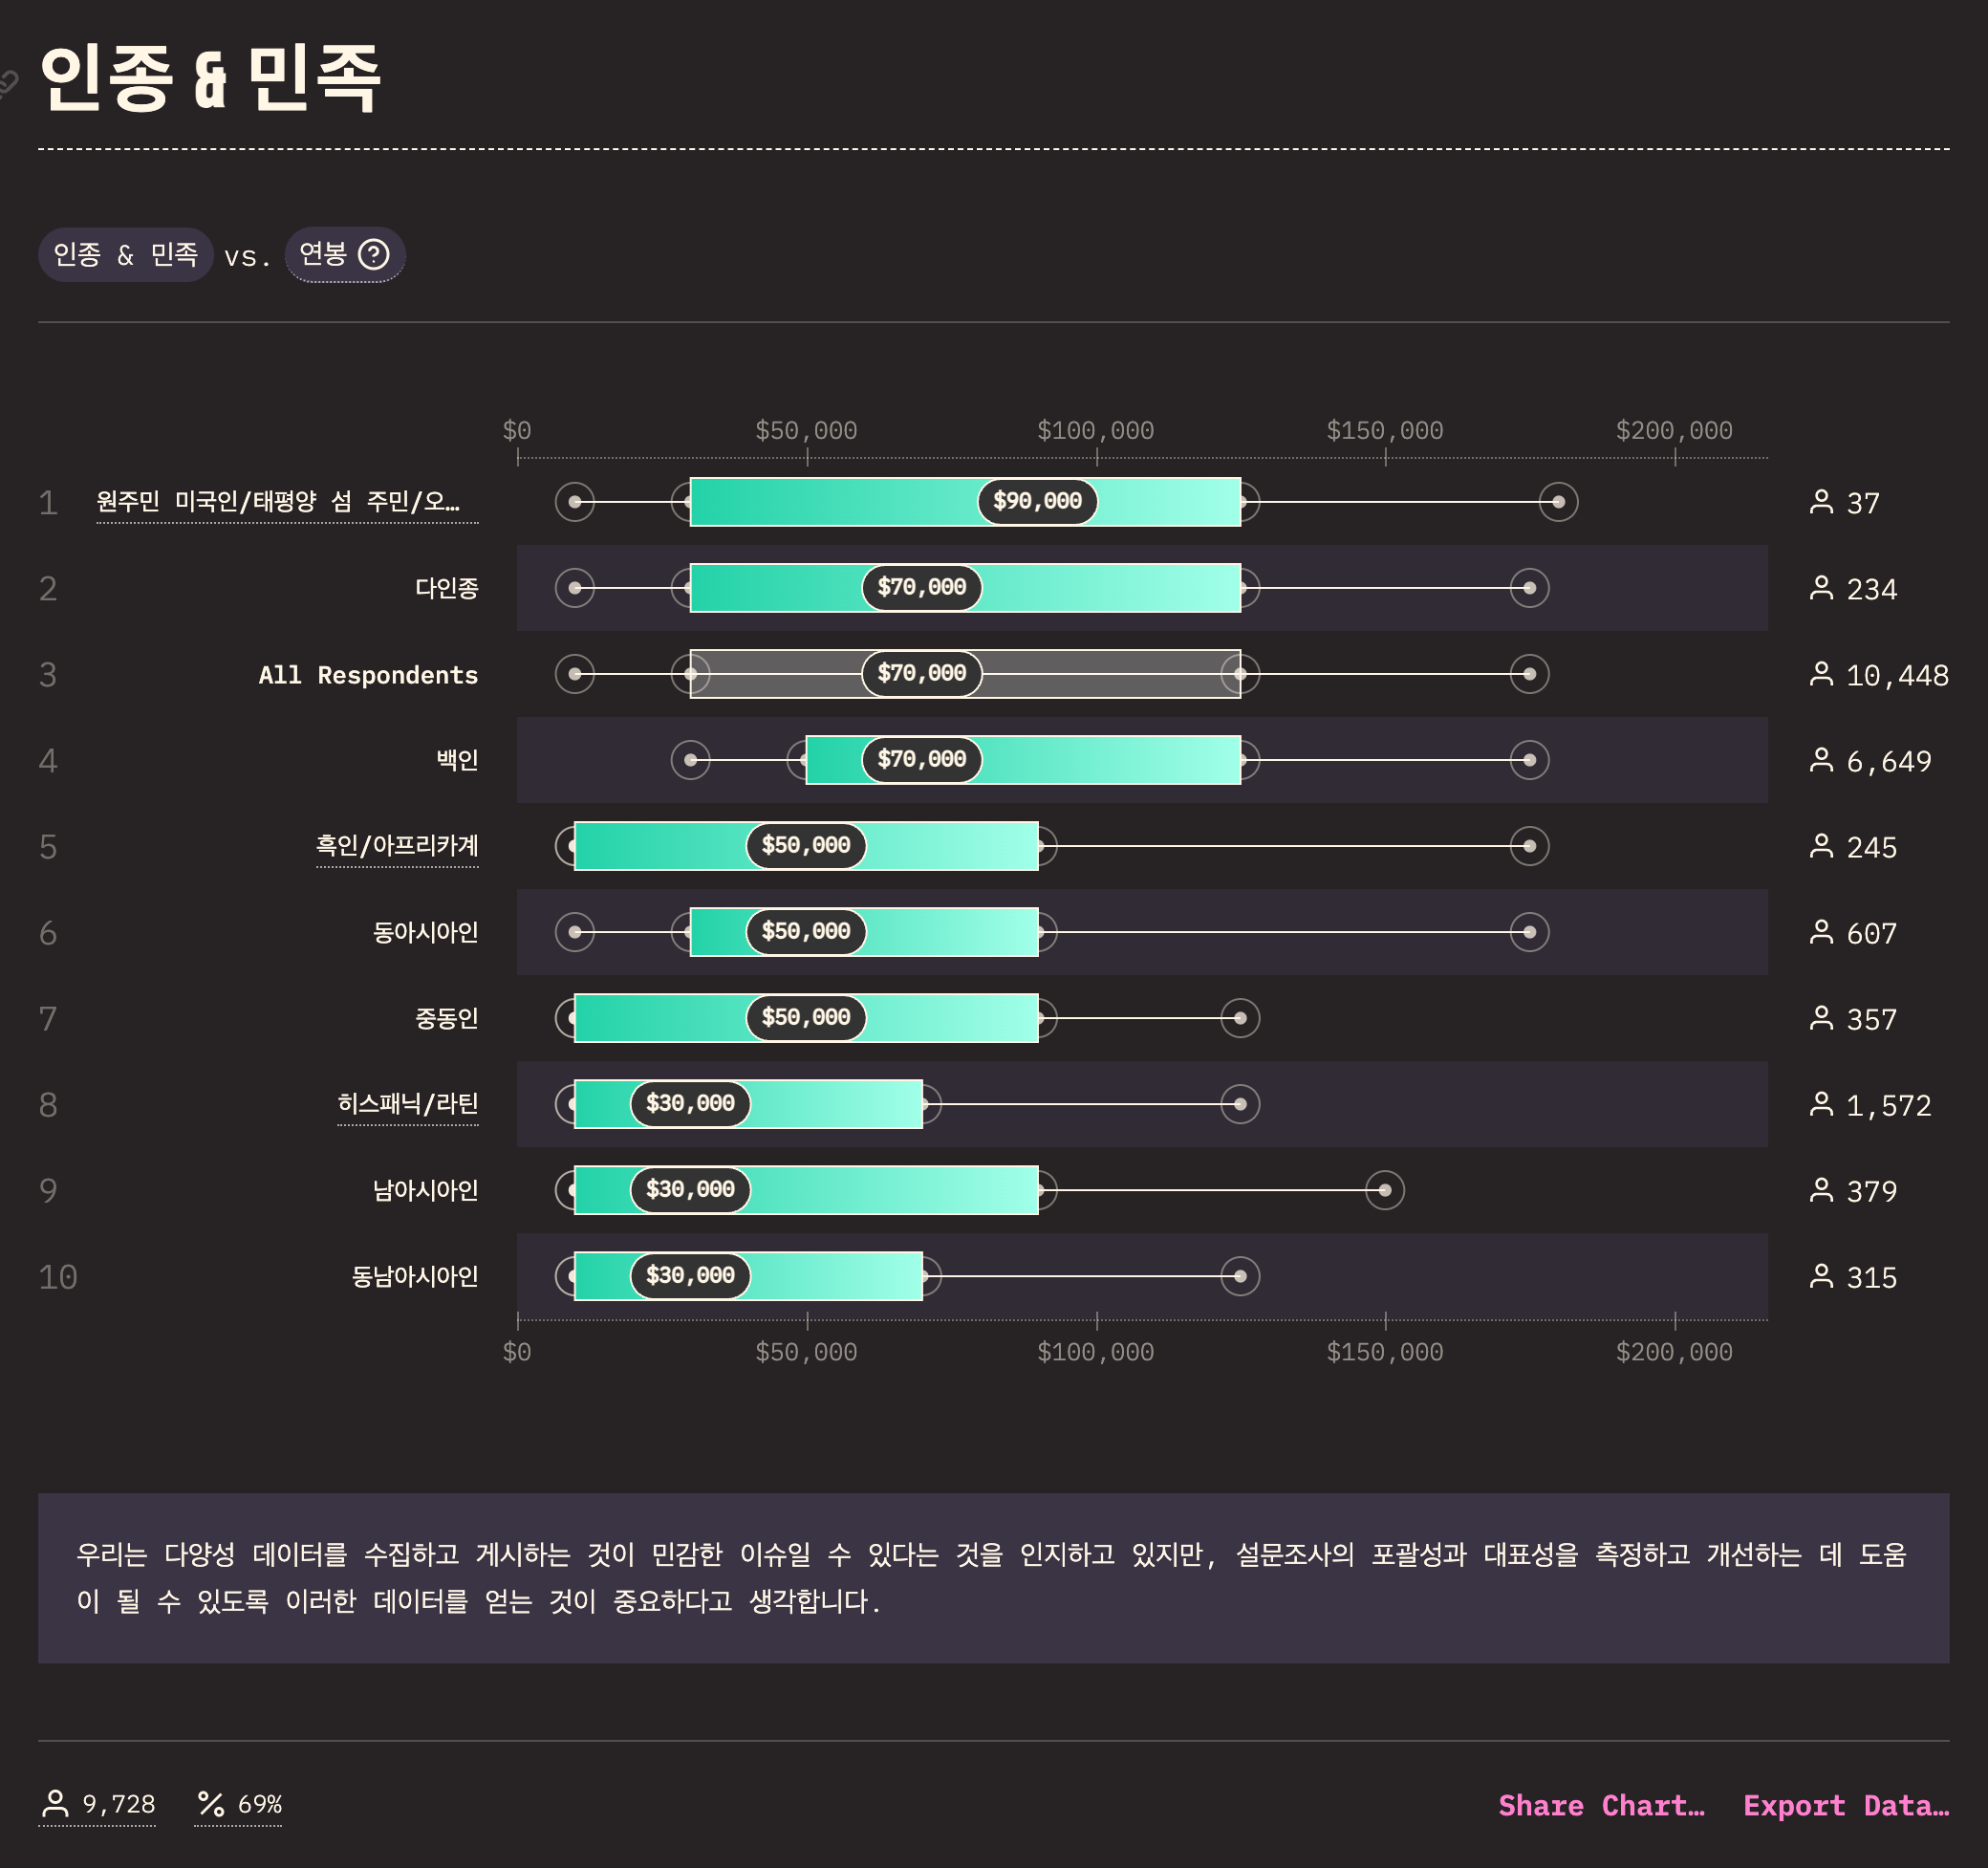 인종 & 민족
인종 & 민족 vs. 연봉
$0 $50,000 $100,000 $150,000 $200,000
1 원주민 미국인/태평양 섬 주민/오… $90,000 37
2 다인종 $70,000 234
3 All Respondents $70,000 10,448
4 백인 $70,000 6,649
5 흑인/아프리카계 $50,000 245
6 동아시아인 $50,000 607
7 중동인 $50,000 357
8 히스패닉/라틴 $30,000 1,572
9 남아시아인 $30,000 379
10 동남아시아인 $30,000 315
$0 $50,000 $100,000 $150,000 $200,000
우리는 다양성 데이터를 수집하고 게시하는 것이 민감한 이슈일 수 있다는 것을 인지하고 있지만, 설문조사의 포괄성과 대표성을 측정하고 개선하는 데 도움
이 될 수 있도록 이러한 데이터를 얻는 것이 중요하다고 생각합니다.
9,728 % 69% Share Chart… Export Data…